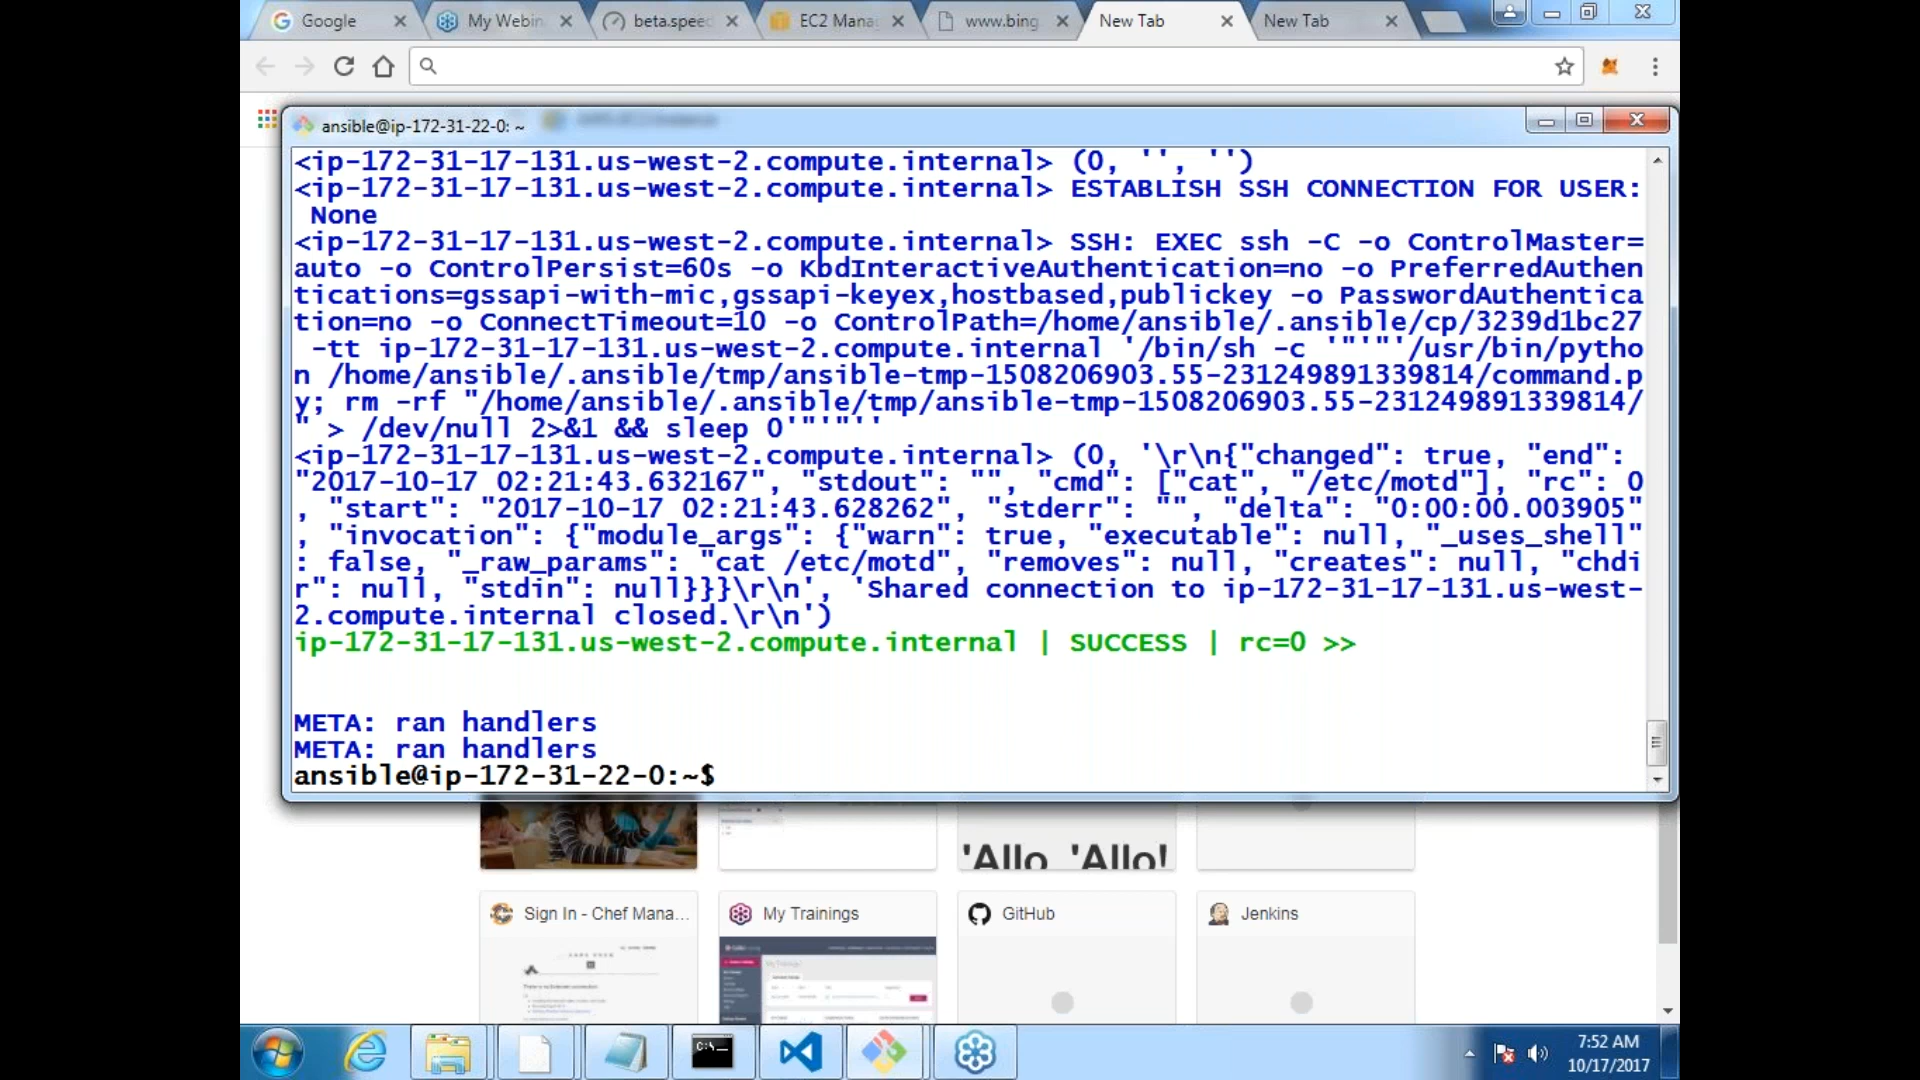 Google
My Webin
beta.speed
EC2 Mana
www.bing
New Tab
New Tab
ansible@ip-172-31-22-0: ~
<ip-172-31-17-131.us-west-2.compute.internal> (0, '', '')
<ip-172-31-17-131.us-west-2.compute.internal> ESTABLISH SSH CONNECTION FOR USER:
 None
<ip-172-31-17-131.us-west-2.compute.internal> SSH: EXEC ssh -C -o ControlMaster=
auto -o ControlPersist=60s -o KbdInteractiveAuthentication=no -o PreferredAuthen
tications=gssapi-with-mic,gssapi-keyex,hostbased,publickey -o PasswordAuthentica
tion=no -o ConnectTimeout=10 -o ControlPath=/home/ansible/.ansible/cp/3239d1bc27
 -tt ip-172-31-17-131.us-west-2.compute.internal '/bin/sh -c '"'"'/usr/bin/pytho
n /home/ansible/.ansible/tmp/ansible-tmp-1508206903.55-231249891339814/command.p
y; rm -rf "/home/ansible/.ansible/tmp/ansible-tmp-1508206903.55-231249891339814/
" > /dev/null 2>&1 && sleep 0'"'"''
<ip-172-31-17-131.us-west-2.compute.internal> (0, '\r\n{"changed": true, "end":
"2017-10-17 02:21:43.632167", "stdout": "", "cmd": ["cat", "/etc/motd"], "rc": 0
, "start": "2017-10-17 02:21:43.628262", "stderr": "", "delta": "0:00:00.003905"
, "invocation": {"module_args": {"warn": true, "executable": null, "_uses_shell"
: false, "_raw_params": "cat /etc/motd", "removes": null, "creates": null, "chdi
r": null, "stdin": null}}}\r\n', 'Shared connection to ip-172-31-17-131.us-west-
2.compute.internal closed.\r\n')
ip-172-31-17-131.us-west-2.compute.internal | SUCCESS | rc=0 >>
META: ran handlers
META: ran handlers
ansible@ip-172-31-22-0:~$
'Allo, 'Allo!
Sign In - Chef Mana...
My Trainings
GitHub
Jenkins
7:52 AM
10/17/2017